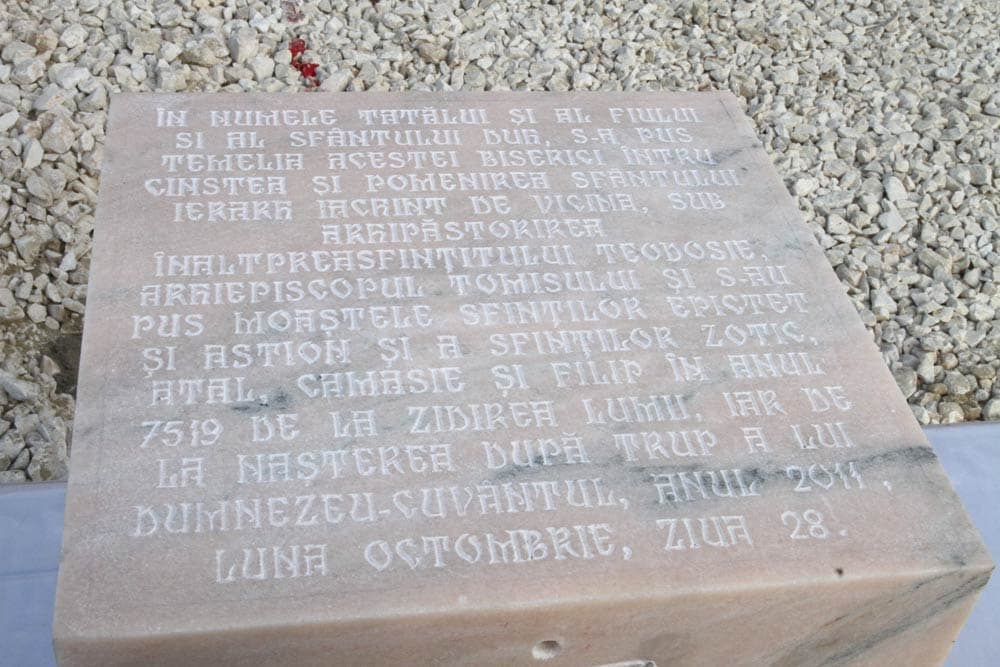 ÎN NUMELE TATĂLUI ȘI AL FIULUI
SI AL SFÂNTULUI DUH, S-A PUS
TEMELIA ACESTEI BISERICI ÎNTRU
CINSTEA ȘI POMENIREA SFÂNTULUI
IERARH IACHINT DE VICINA, SUB
ARHIPĂSTORIREA
ÎNALTPREASFINȚITULUI TEODOSIE,
ARHIEPISCOPUL TOMISULUI ȘI S-AU
PUS MOAȘTELE SFINȚILOR EPICTET
ȘI ASTION ȘI A SFINȚILOR ZOTIC,
ATAL, CAMASIE ȘI FILIP ÎN ANUL
7519 DE LA ZIDIREA LUMII, IAR DE
LA NAȘTEREA DUPĂ TRUP A LUI
DUMNEZEU-CUVÂNTUL, ANUL 2011,
LUNA OCTOMBRIE, ZIUA 28.